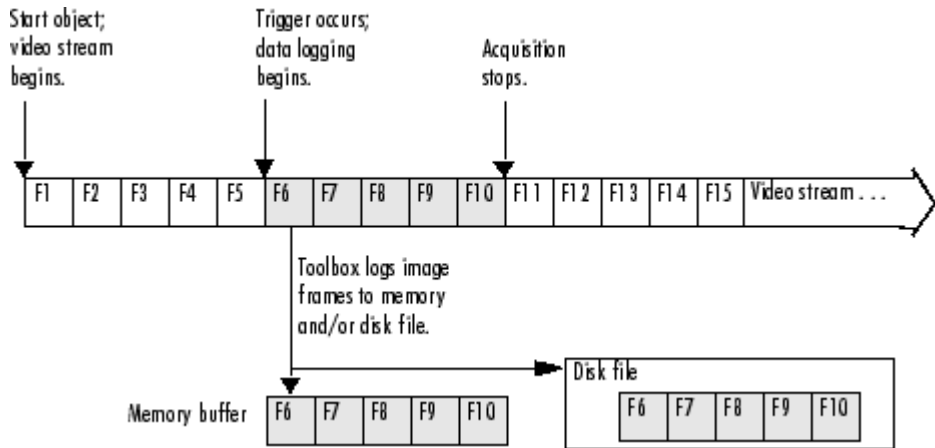 Start object;
video stream
begins.
Trigger occurs;
data logging
begins.
Acquisition
stops.
F1 F2 F3 F4 F5 F6 F7 F8 F9 F10 F11 F12 F13 F14 F15 Video stream . . .
Toolbox logs image
frames to memory
and/or disk file.
Disk file
Memory buffer F6 F7 F8 F9 F10
F6 F7 F8 F9 F10